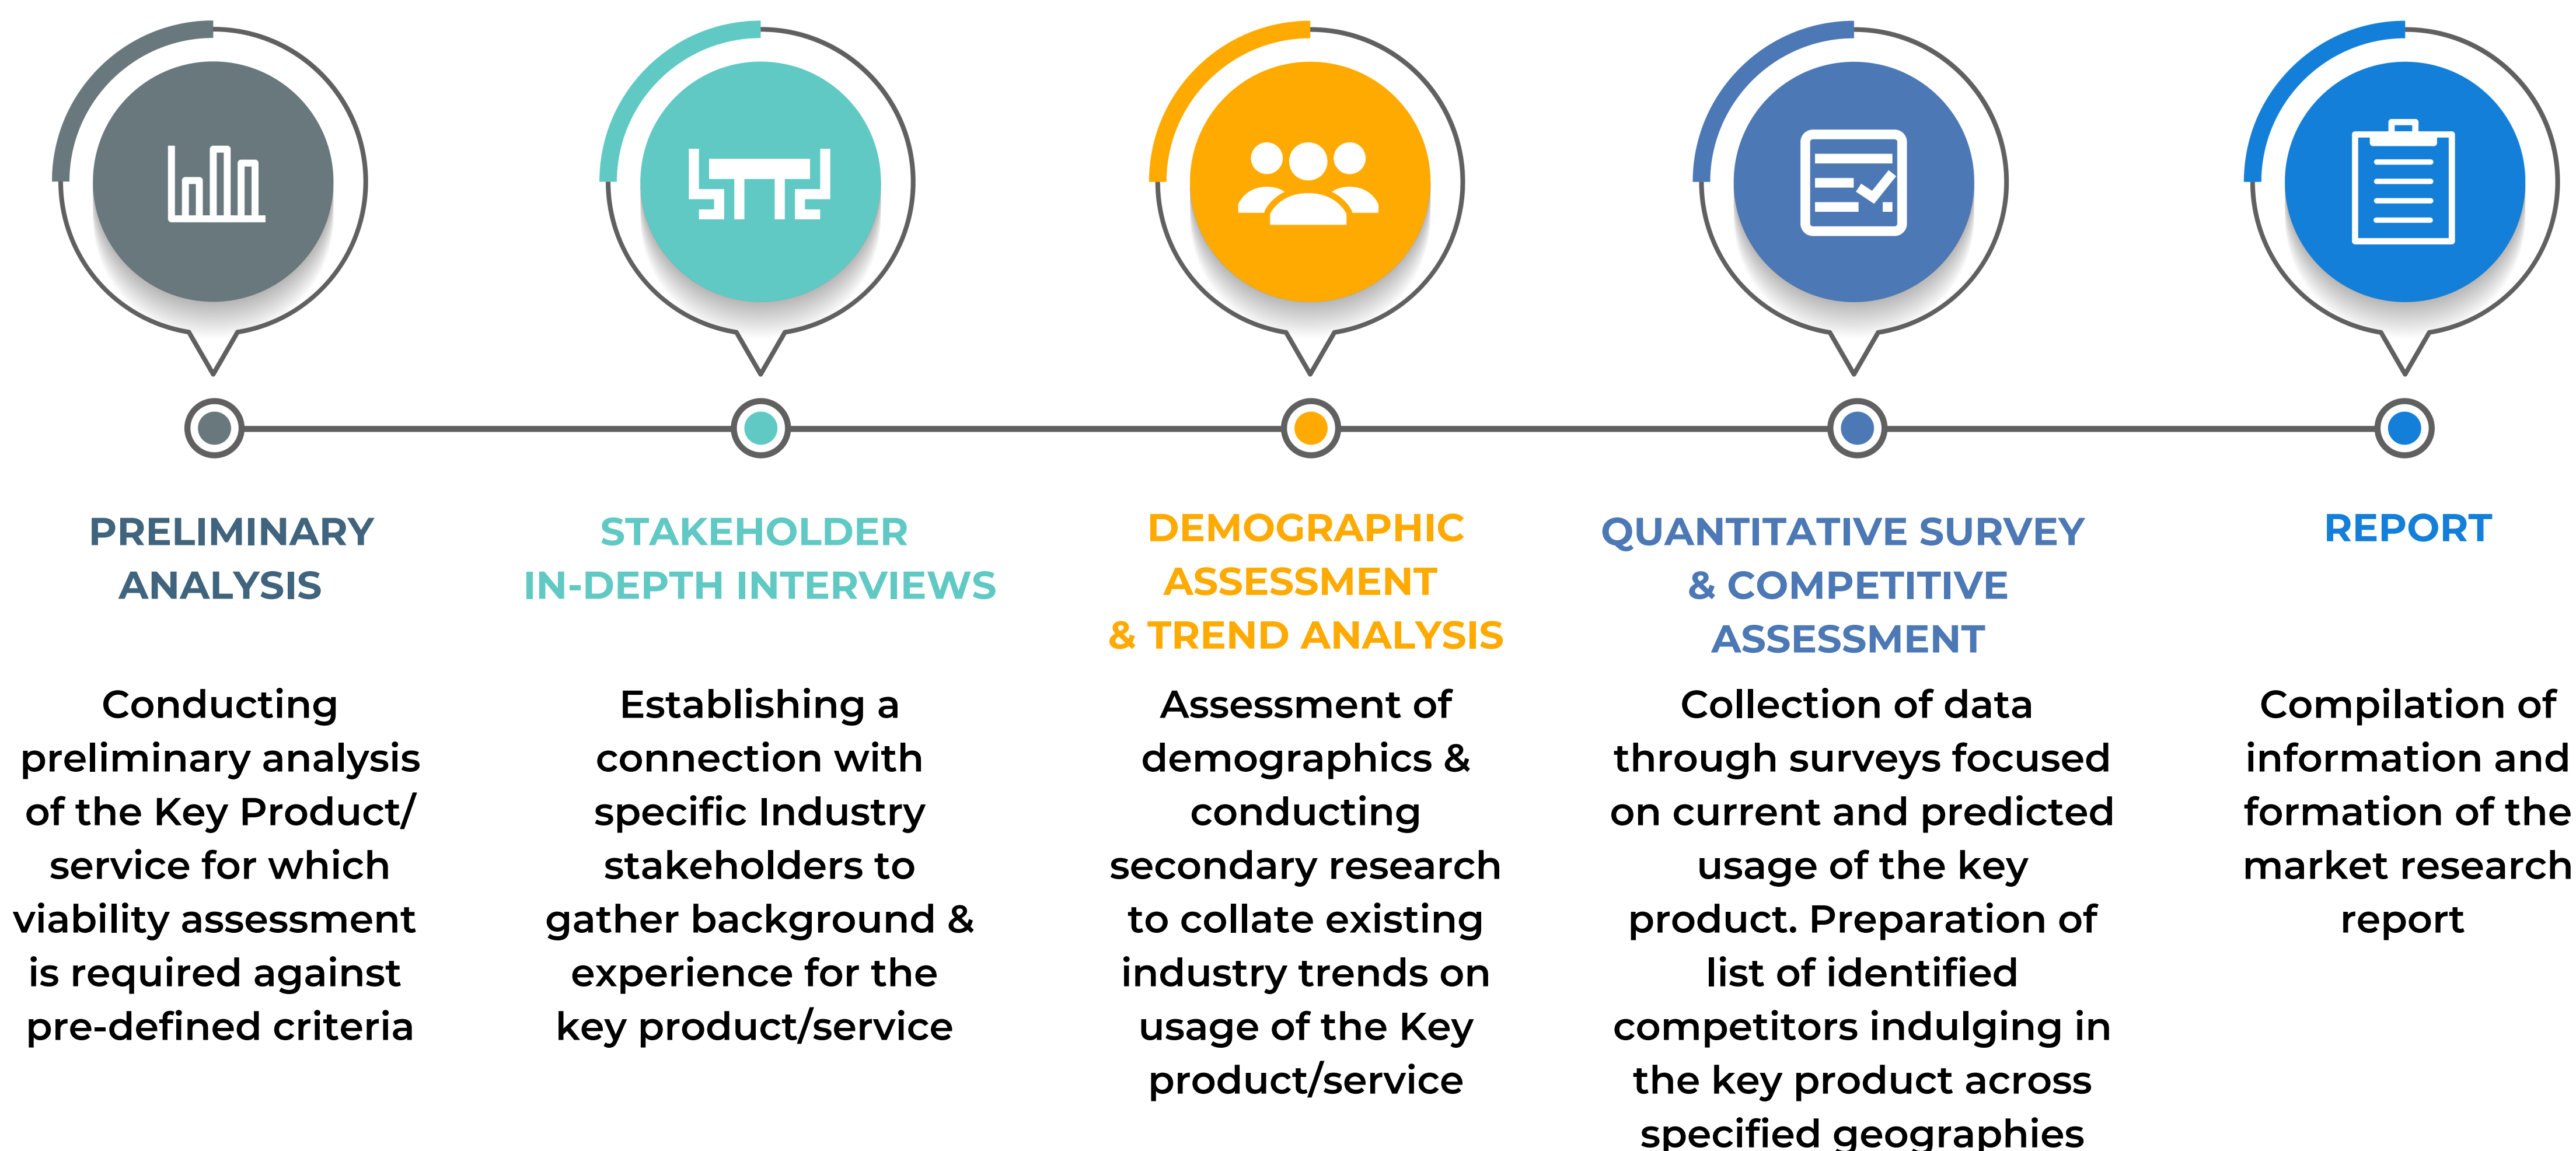 PRELIMINARY
ANALYSIS
Conducting
preliminary analysis
of the Key Product/
service for which
viability assessment
is required against
pre-defined criteria
STAKEHOLDER
IN-DEPTH INTERVIEWS
Establishing a
connection with
specific Industry
stakeholders to
gather background &
experience for the
key product/service
DEMOGRAPHIC
ASSESSMENT
& TREND ANALYSIS
Assessment of
demographics &
conducting
secondary research
to collate existing
industry trends on
usage of the Key
product/service
QUANTITATIVE SURVEY
& COMPETITIVE
ASSESSMENT
Collection of data
through surveys focused
on current and predicted
usage of the key
product. Preparation of
list of identified
competitors indulging in
the key product across
specified geographies
REPORT
Compilation of
information and
formation of the
market research
report